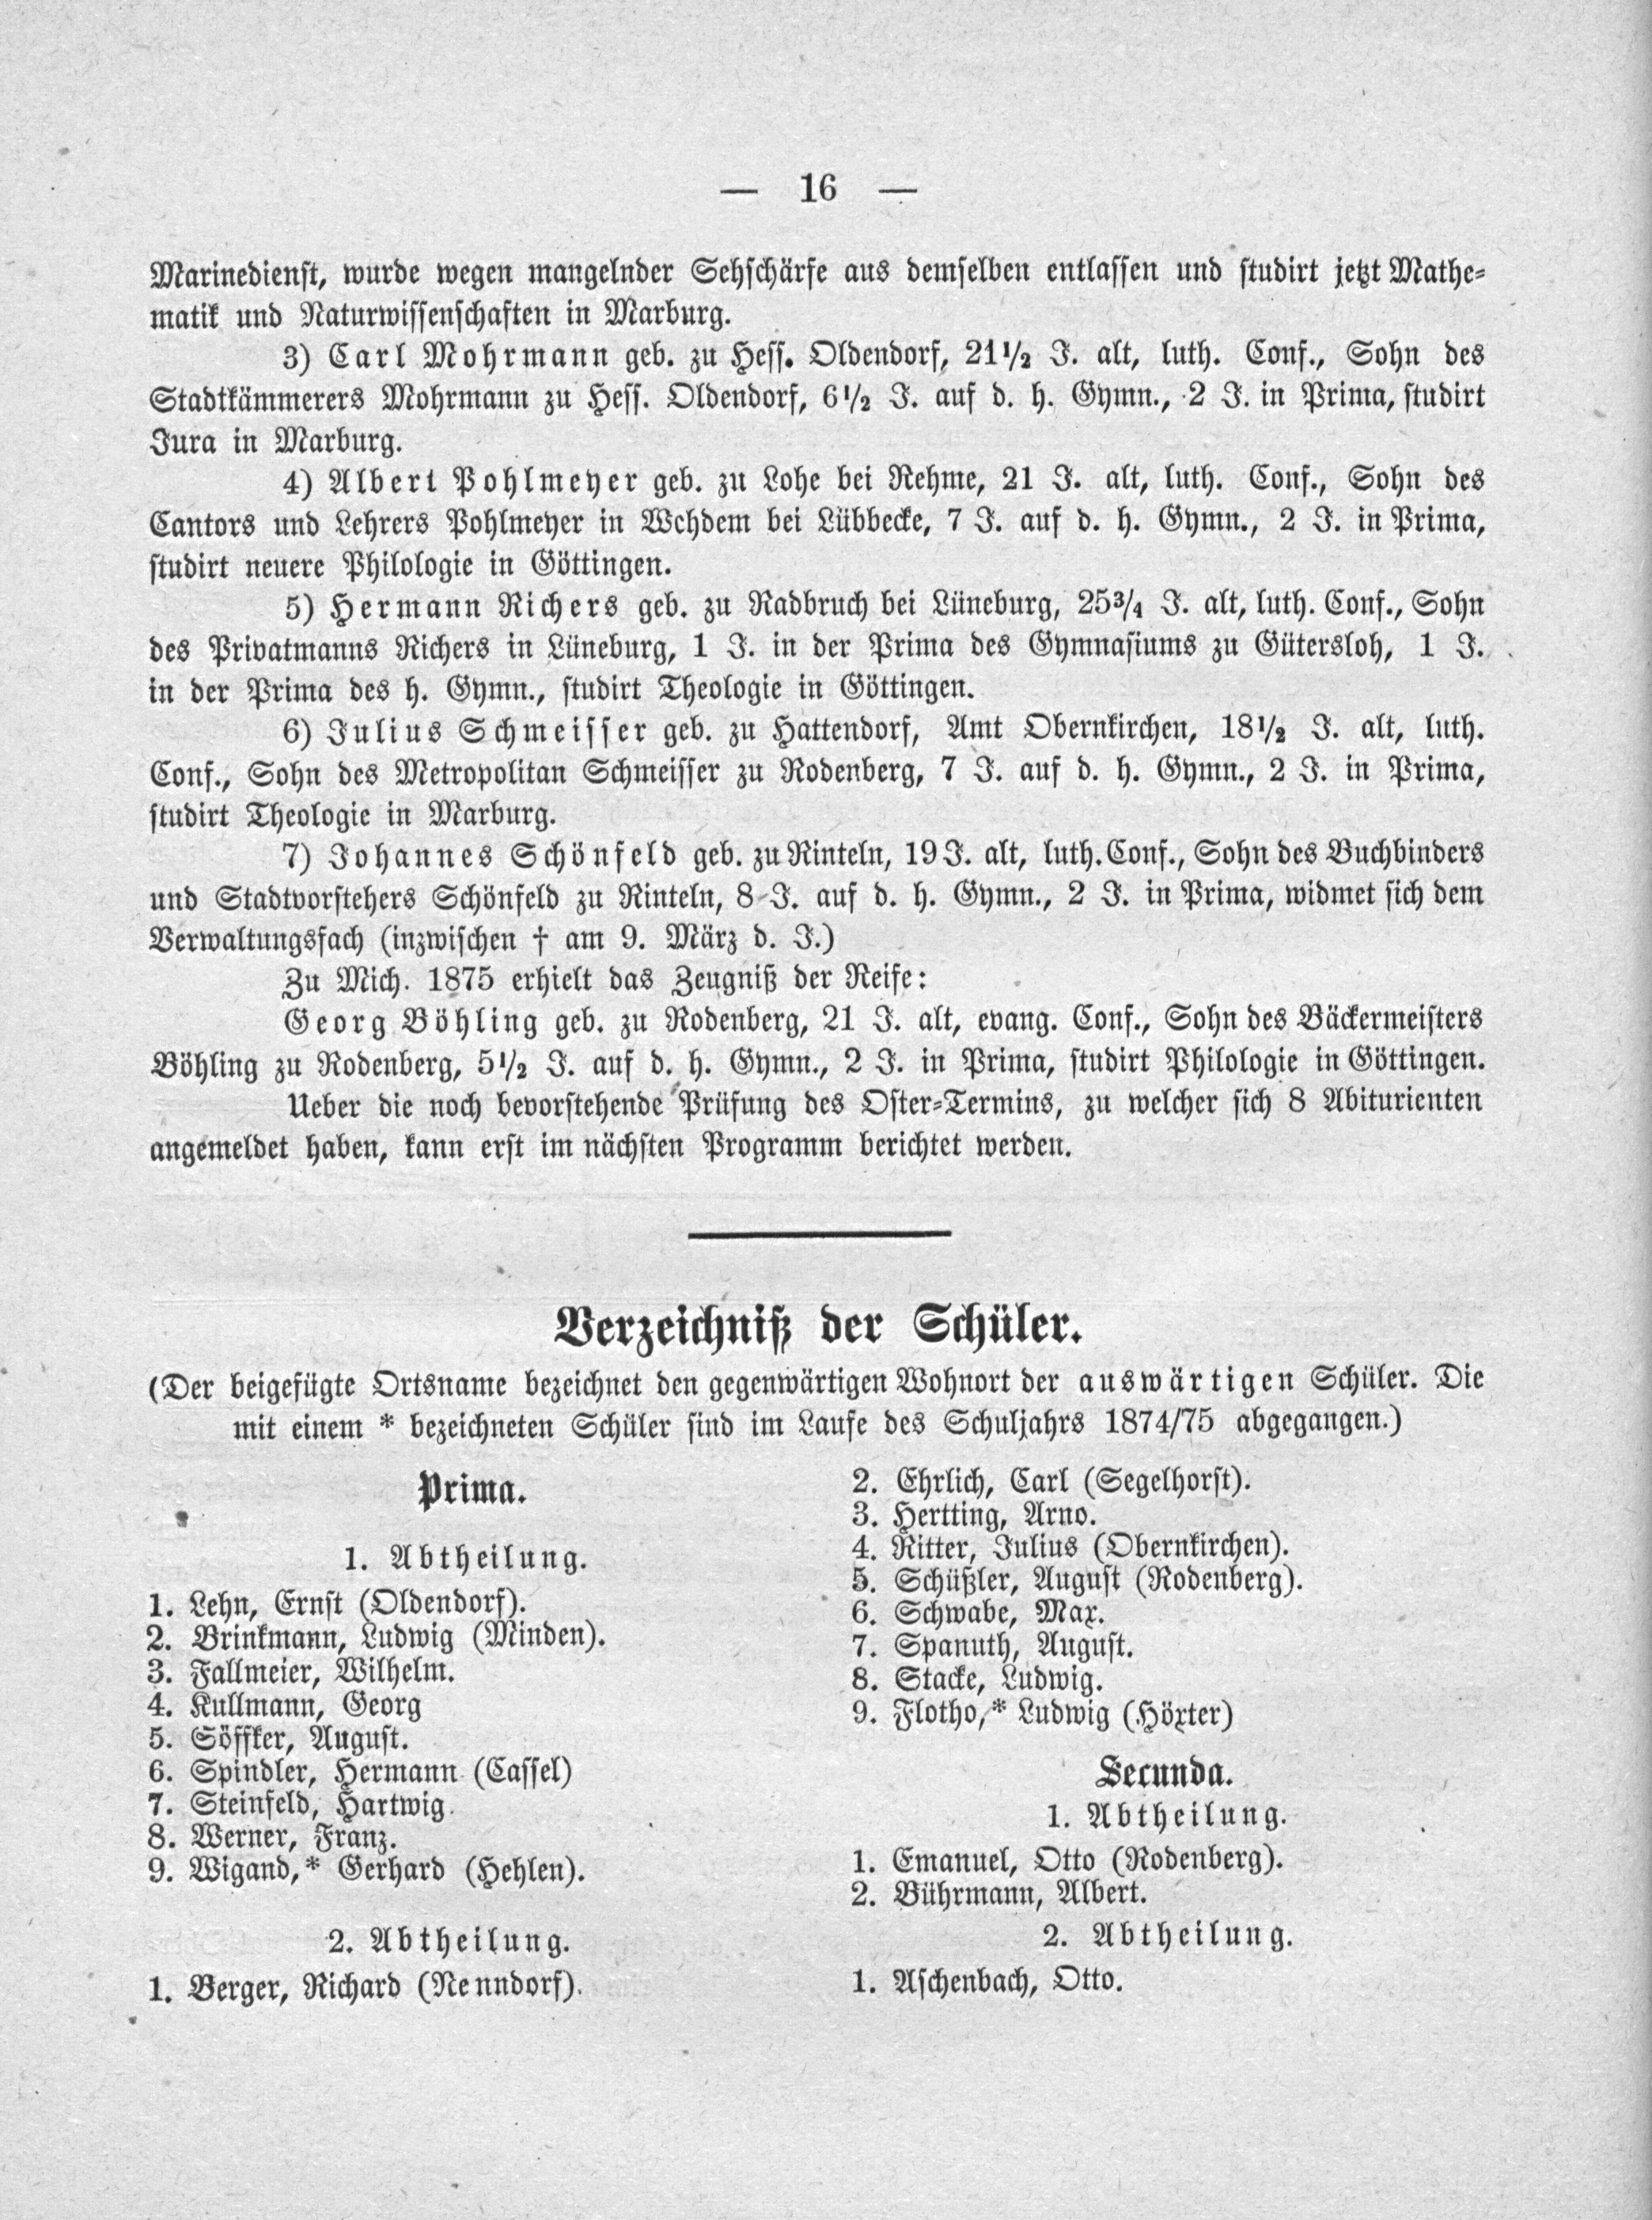 — 16 —
Marinedienst, wurde wegen mangelnder Sehschärfe aus demselben entlassen und studirt jetzt Mathe-
matik und Naturwissenschaften in Marburg.
3) Carl Mohrmann geb. zu Hess. Oldendorf, 21½ J. alt, luth. Conf., Sohn des
Stadtkämmerers Mohrmann zu Hess. Oldendorf, 6½ J. auf d. h. Gymn., 2 J. in Prima, studirt
Jura in Marburg.
4) Albert Pohlmeyer geb. zu Lohe bei Rehme, 21 J. alt, luth. Conf., Sohn des
Cantors und Lehrers Pohlmeyer in Wehdem bei Lübbecke, 7 J. auf d. h. Gymn., 2 J. in Prima,
studirt neuere Philologie in Göttingen.
5) Hermann Richers geb. zu Radbruch bei Lüneburg, 25¾ J. alt, luth. Conf., Sohn
des Privatmanns Richers in Lüneburg, 1 J. in der Prima des Gymnasiums zu Gütersloh, 1 J.
in der Prima des h. Gymn., studirt Theologie in Göttingen.
6) Julius Schmeisser geb. zu Hattendorf, Amt Obernkirchen, 18½ J. alt, luth.
Conf., Sohn des Metropolitan Schmeisser zu Rodenberg, 7 J. auf d. h. Gymn., 2 J. in Prima,
studirt Theologie in Marburg.
7) Johannes Schönfeld geb. zu Rinteln, 19 J. alt, luth. Conf., Sohn des Buchbinders
und Stadtvorstehers Schönfeld zu Rinteln, 8 J. auf d. h. Gymn., 2 J. in Prima, widmet sich dem
Verwaltungsfach (inzwischen † am 9. März d. J.)
Zu Mich. 1875 erhielt das Zeugniß der Reife:
Georg Böhling geb. zu Rodenberg, 21 J. alt, evang. Conf., Sohn des Bäckermeisters
Böhling zu Rodenberg, 5½ J. auf d. h. Gymn., 2 J. in Prima, studirt Philologie in Göttingen.
Ueber die noch bevorstehende Prüfung des Oster-Termins, zu welcher sich 8 Abiturienten
angemeldet haben, kann erst im nächsten Programm berichtet werden.
Verzeichniß der Schüler.
(Der beigefügte Ortsname bezeichnet den gegenwärtigen Wohnort der auswärtigen Schüler. Die
mit einem * bezeichneten Schüler sind im Laufe des Schuljahrs 1874/75 abgegangen.)
Prima.
1. Abtheilung.
1. Lehn, Ernst (Oldendorf).
2. Brinkmann, Ludwig (Minden).
3. Fallmeier, Wilhelm.
4. Kullmann, Georg
5. Söffker, August.
6. Spindler, Hermann (Cassel)
7. Steinfeld, Hartwig.
8. Werner, Franz.
9. Wigand,* Gerhard (Hehlen).
2. Abtheilung.
1. Berger, Richard (Nenndorf).
2. Ehrlich, Carl (Segelhorst).
3. Hertting, Arno.
4. Ritter, Julius (Obernkirchen).
5. Schüßler, August (Rodenberg).
6. Schwabe, Max.
7. Spanuth, August.
8. Stacke, Ludwig.
9. Flotho,* Ludwig (Höxter)
Secunda.
1. Abtheilung.
1. Emanuel, Otto (Rodenberg).
2. Bührmann, Albert.
2. Abtheilung.
1. Aschenbach, Otto.